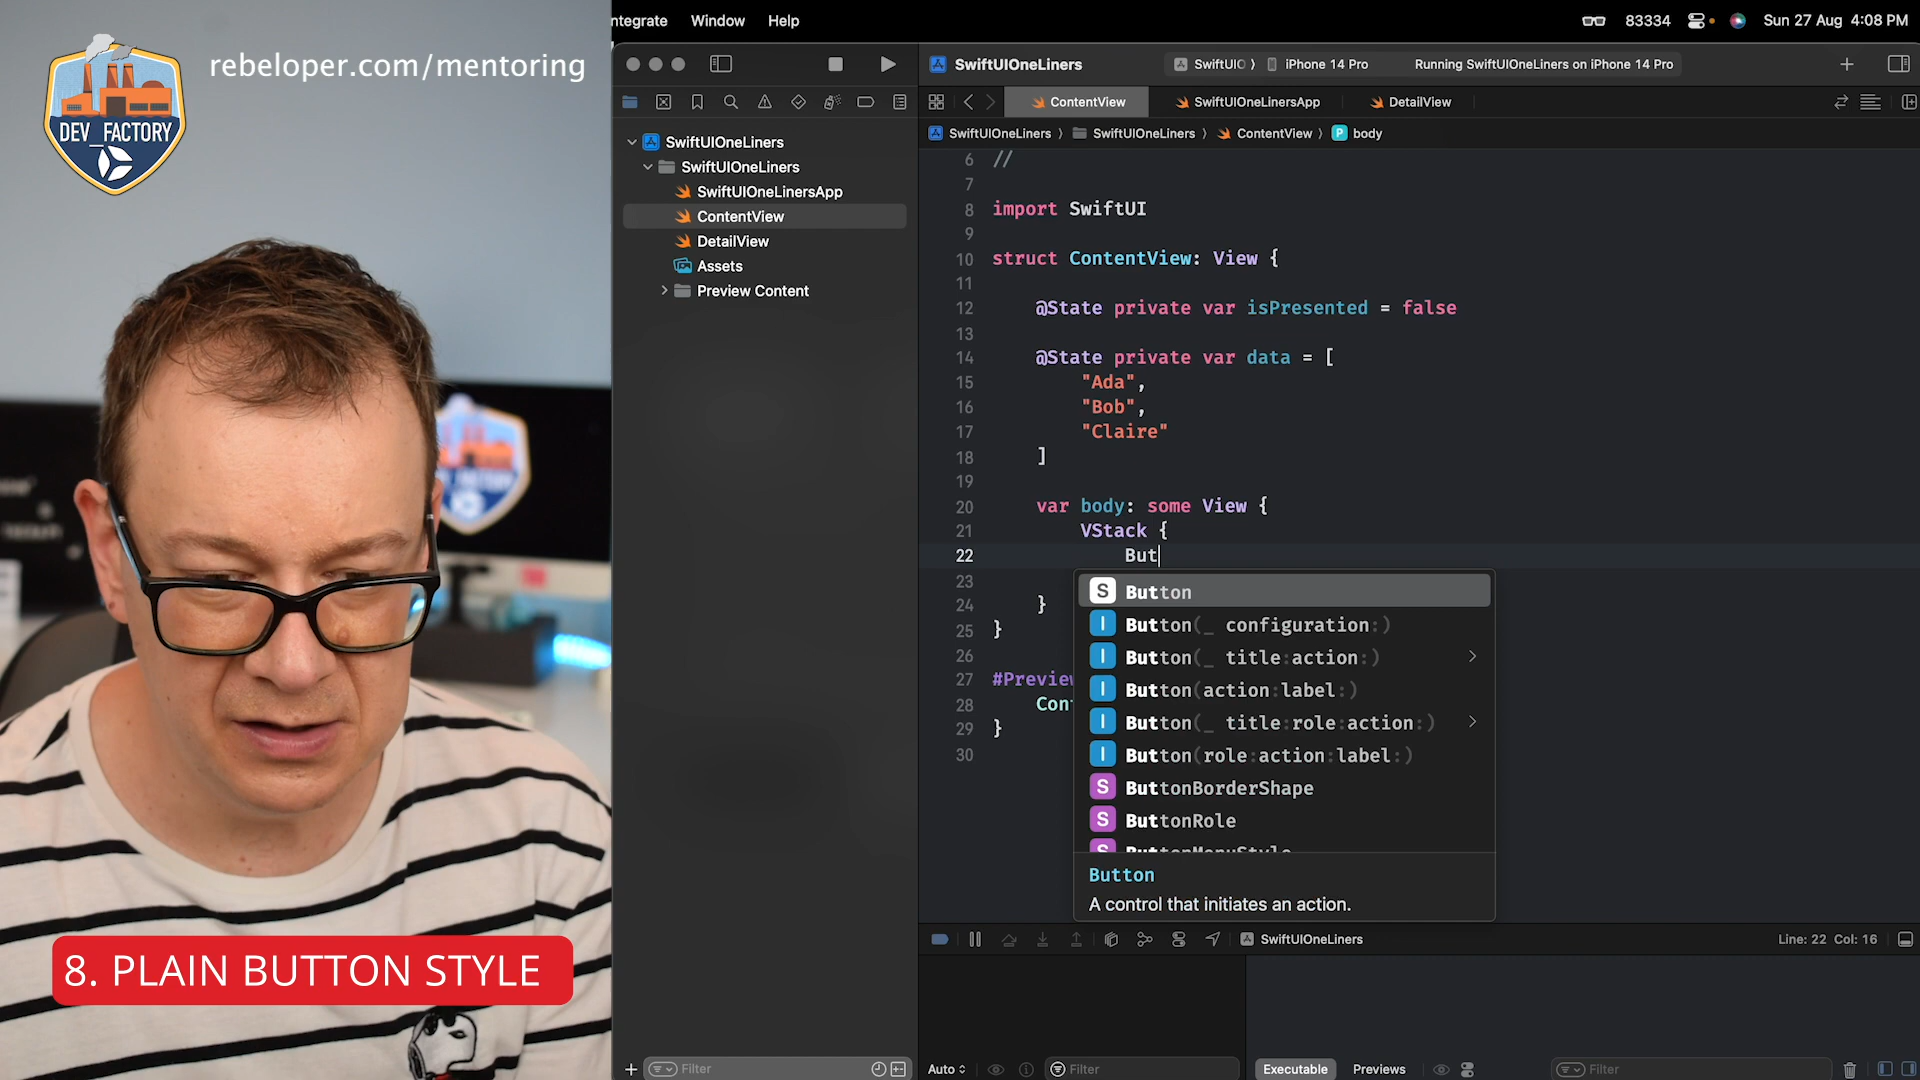 rebeloper.com/mentoring
DEV_FACTORY
8. PLAIN BUTTON STYLE
ntegrate Window Help
83334 Sun 27 Aug 4:08 PM
SwiftUIOneLiners
SwiftUIO iPhone 14 Pro Running SwiftUIOneLiners on iPhone 14 Pro
ContentView SwiftUIOneLinersApp DetailView
SwiftUIOneLiners SwiftUIOneLiners ContentView P body
SwiftUIOneLiners
SwiftUIOneLiners
SwiftUIOneLinersApp
ContentView
DetailView
Assets
Preview Content
6 //
7
8 import SwiftUI
9
10 struct ContentView: View {
11
12 @State private var isPresented = false
13
14 @State private var data = [
15 "Ada",
16 "Bob",
17 "Claire"
18 ]
19
20 var body: some View {
21 VStack {
22 But
23
24 }
25 }
26
27 #Preview
28 Con
29 }
30
S Button
I Button(_ configuration:)
I Button(_ title:action:)
I Button(action:label:)
I Button(_ title:role:action:)
I Button(role:action:label:)
S ButtonBorderShape
S ButtonRole
S ButtonMenuStyle
Button
A control that initiates an action.
SwiftUIOneLiners
Line: 22 Col: 16
Filter
Auto Filter
Executable Previews Filter